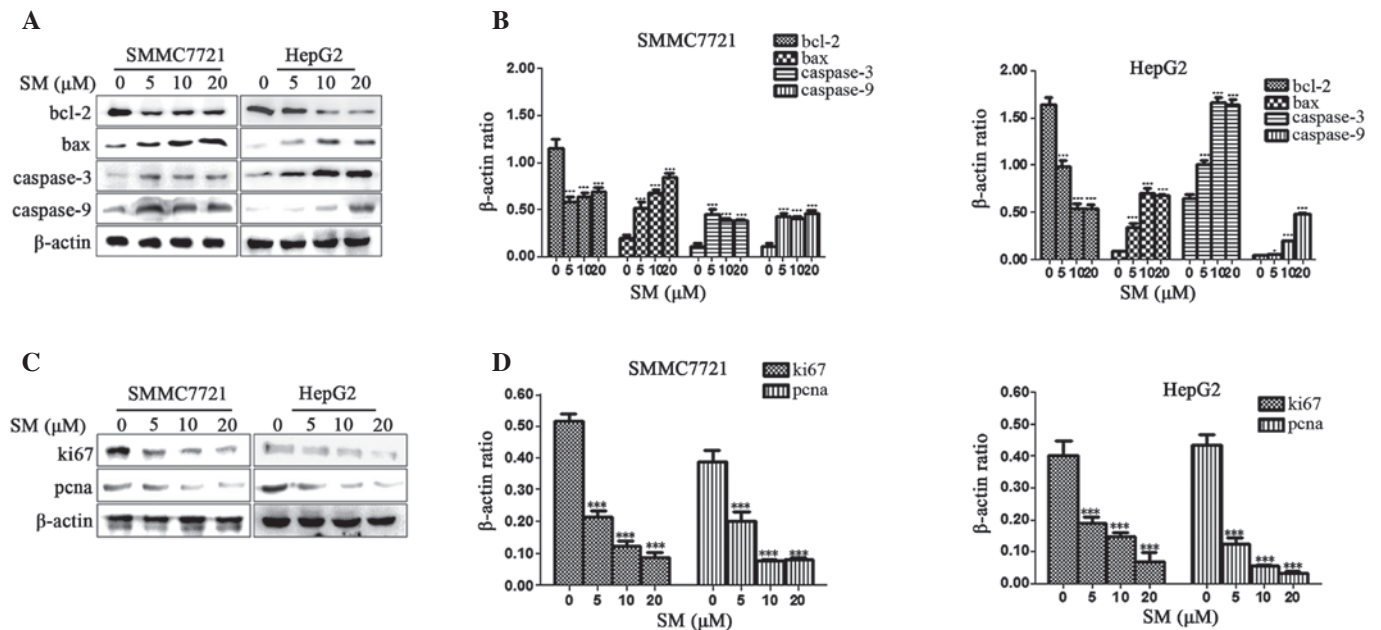 A
SMMC7721 HepG2
SM (μM) 0 5 10 20 0 5 10 20
bcl-2
bax
caspase-3
caspase-9
β-actin
B
SMMC7721
bcl-2
bax
caspase-3
caspase-9
β-actin ratio
2.00
1.50
1.00
0.50
0.00
*** *** *** *** *** *** *** *** *** *** *** ***
0 5 10 20 0 5 10 20 0 5 10 20 0 5 10 20
SM (μM)
HepG2
bcl-2
bax
caspase-3
caspase-9
β-actin ratio
2.00
1.50
1.00
0.50
0.00
*** *** *** *** *** *** *** *** *** * *** ***
0 5 10 20 0 5 10 20 0 5 10 20 0 5 10 20
SM (μM)
C
SMMC7721 HepG2
SM (μM) 0 5 10 20 0 5 10 20
ki67
pcna
β-actin
D
SMMC7721
ki67
pcna
β-actin ratio
0.60
0.50
0.40
0.30
0.20
0.10
0.00
*** *** *** *** *** ***
0 5 10 20 0 5 10 20
SM (μM)
HepG2
ki67
pcna
β-actin ratio
0.60
0.50
0.40
0.30
0.20
0.10
0.00
*** *** *** *** *** ***
0 5 10 20 0 5 10 20
SM (μM)